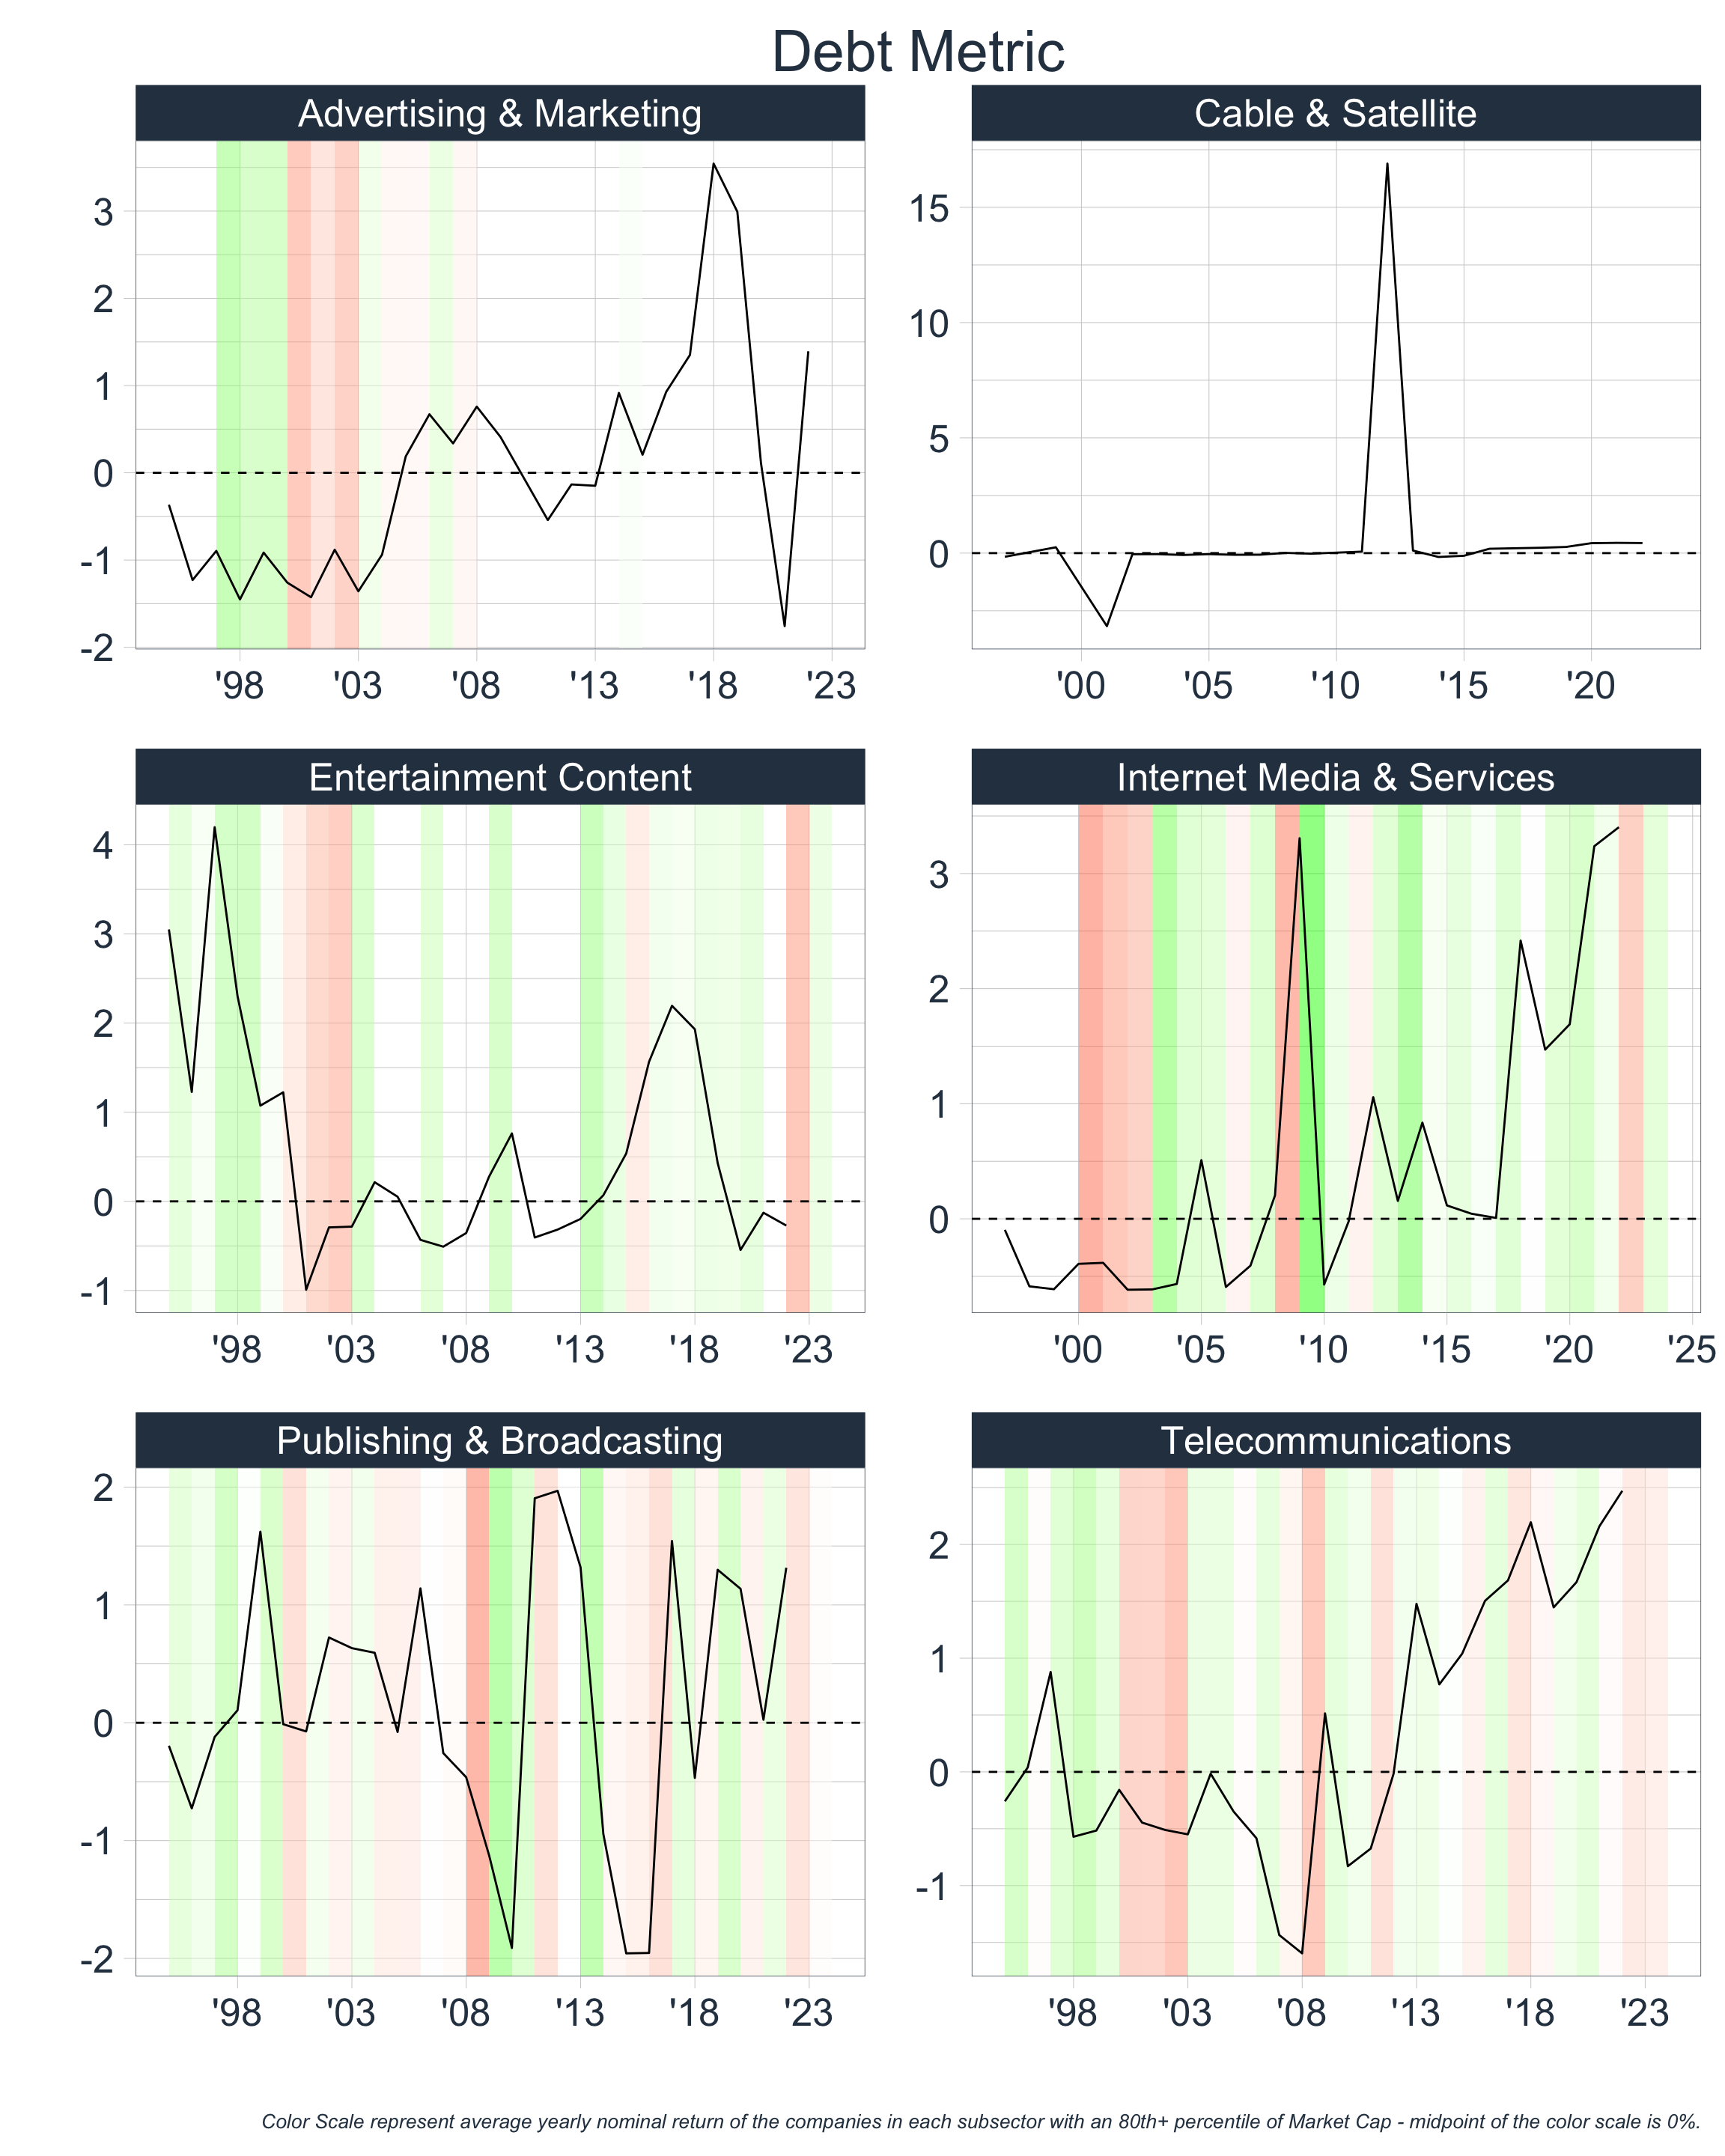 Debt Metric
Advertising & Marketing
Cable & Satellite
3
2
1
0
-1
-2
'98 '03 '08 '13 '18 '23
15
10
5
0
'00 '05 '10 '15 '20
Entertainment Content
Internet Media & Services
4
3
2
1
0
-1
'98 '03 '08 '13 '18 '23
3
2
1
0
'00 '05 '10 '15 '20 '25
Publishing & Broadcasting
Telecommunications
2
1
0
-1
-2
'98 '03 '08 '13 '18 '23
2
1
0
-1
'98 '03 '08 '13 '18 '23
Color Scale represent average yearly nominal return of the companies in each subsector with an 80th+ percentile of Market Cap - midpoint of the color scale is 0%.